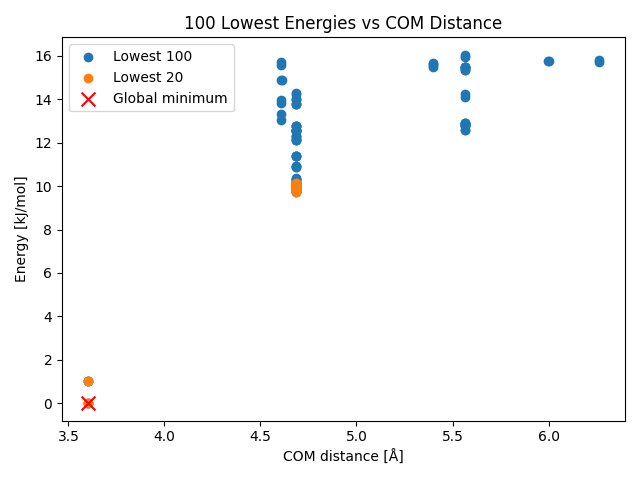 100 Lowest Energies vs COM Distance
Lowest 100
Lowest 20
Global minimum
Energy [kJ/mol]
16
14
12
10
8
6
4
2
0
3.5 4.0 4.5 5.0 5.5 6.0
COM distance [Å]